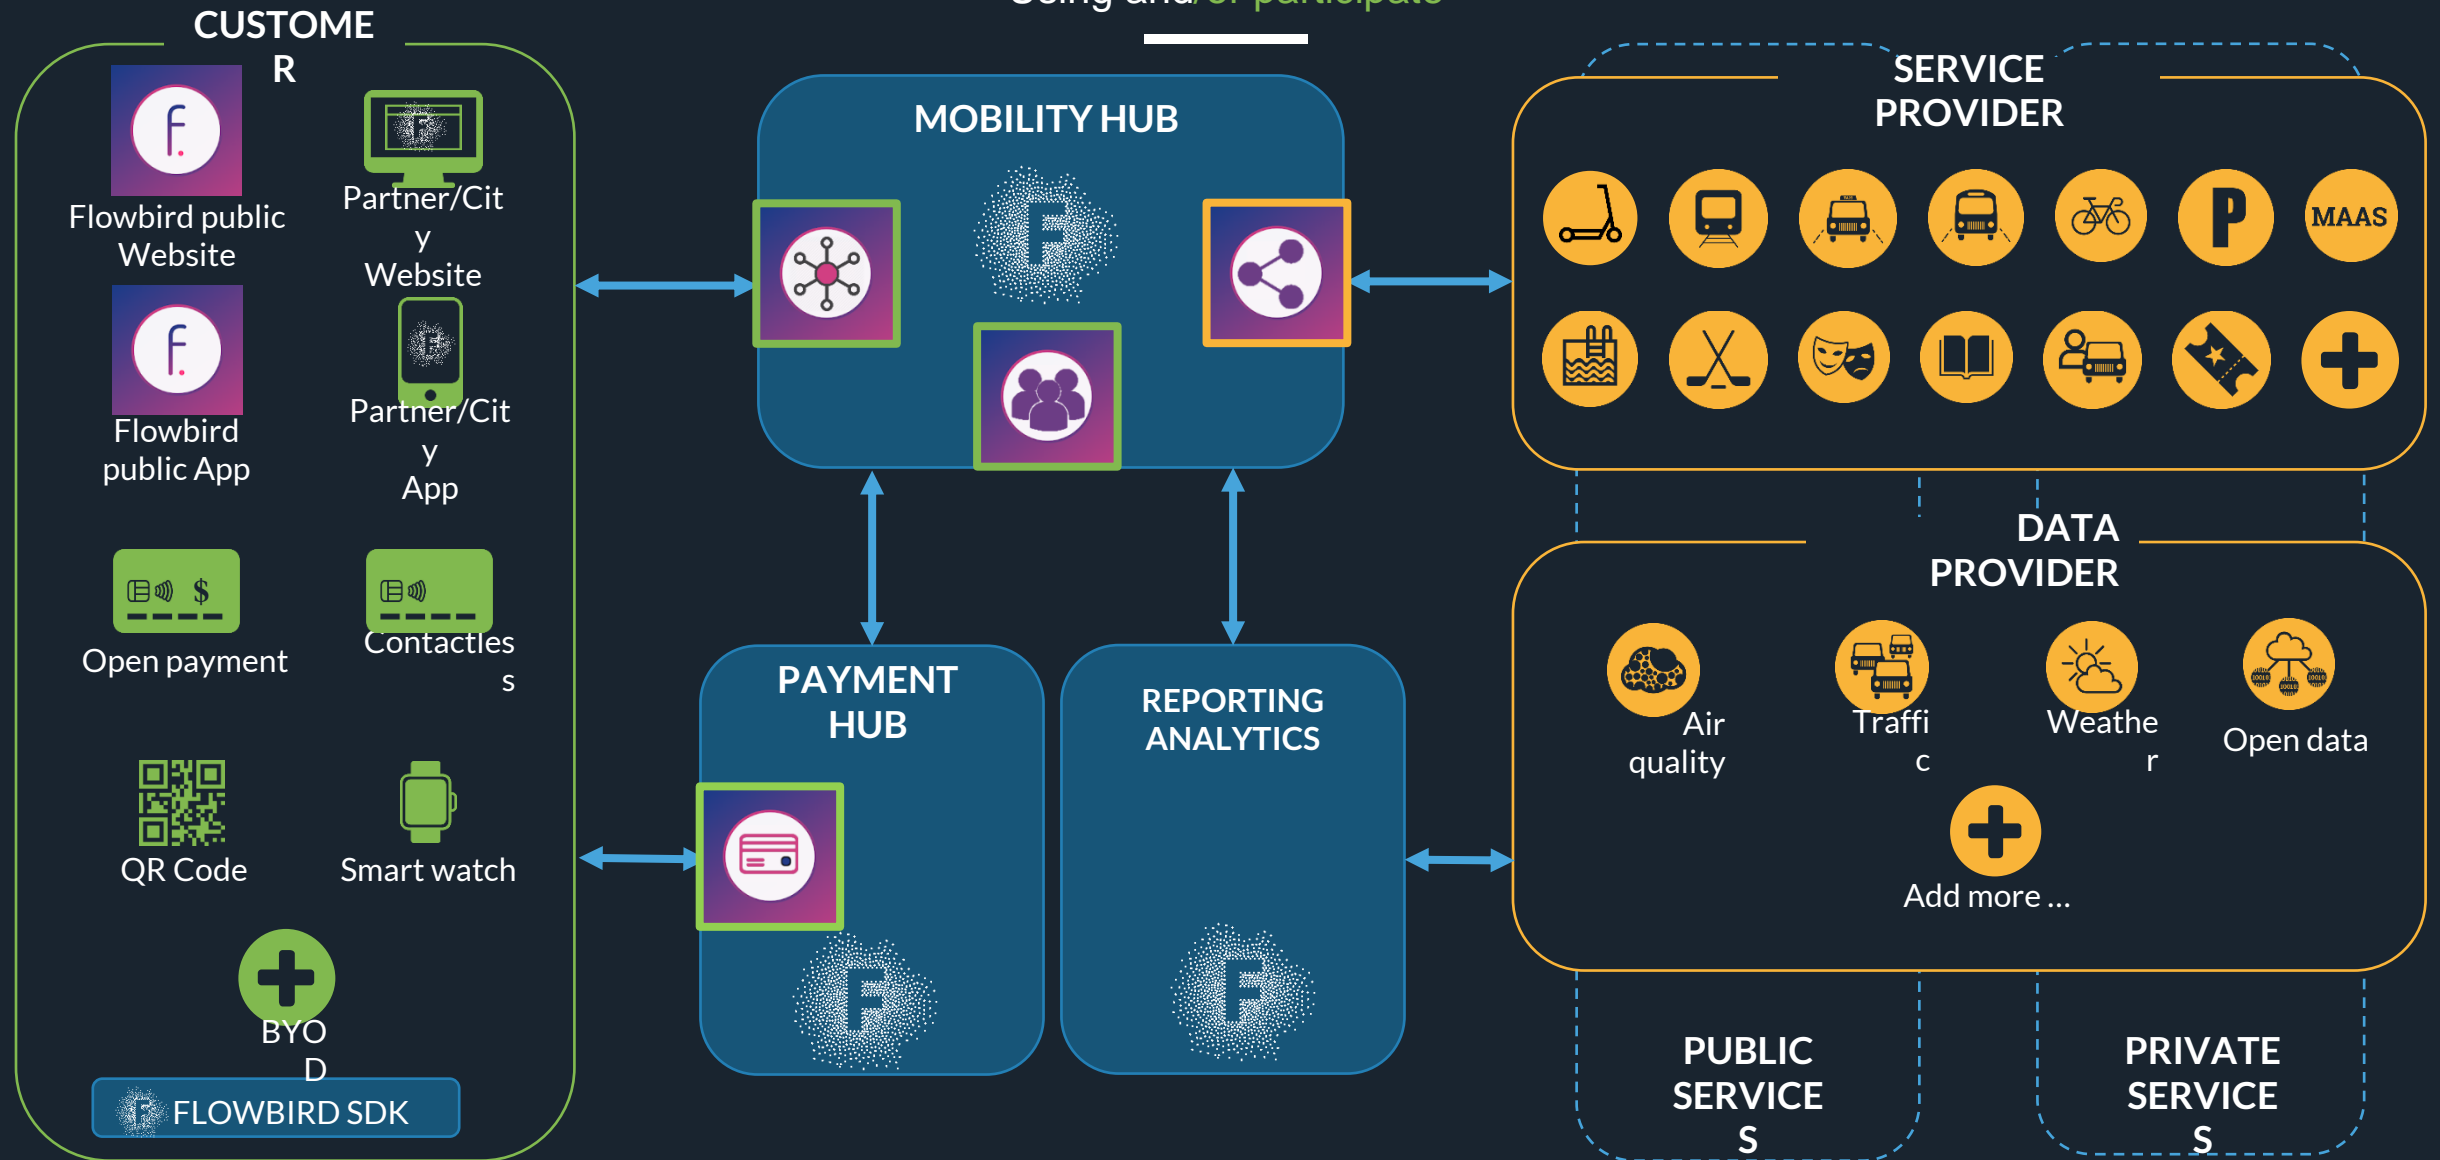 /or participate
CUSTOME
R
Flowbird public
Website
Partner/Cit
y
Website
Flowbird
public App
Partner/Cit
y
App
$
Open payment
Contactles
s
QR Code
Smart watch
BYO
D
F FLOWBIRD SDK
MOBILITY HUB
F
PAYMENT
HUB
F
REPORTING
ANALYTICS
F
SERVICE
PROVIDER
P
MAAS
DATA
PROVIDER
Air
quality
Traffi
c
Weathe
r
Open data
Add more ...
PUBLIC
SERVICE
S
PRIVATE
SERVICE
S